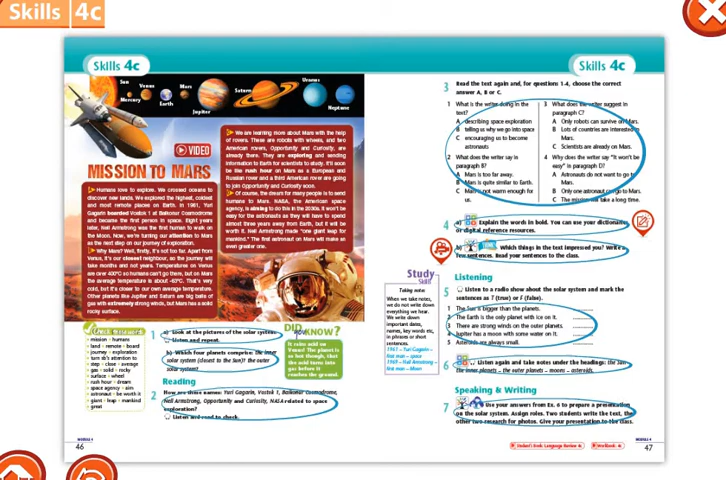 Skills 4c
Skills 4c
Skills 4c
Sun
Venus
Mercury
Earth
Mars
Jupiter
Saturn
Uranus
Neptune
VIDEO
MISSION TO MARS
Humans love to explore. We crossed oceans to
discover new lands. We explored the highest, coldest
and most remote places on Earth. In 1961, Yuri
Gagarin boarded Vostok 1 at Baikonur Cosmodrome
and became the first person in space. Eight years
later, Neil Armstrong was the first human to walk on
the Moon. Now, we're turning our attention to Mars
as the next step on our journey of exploration.
Why Mars? Well, firstly, it's not too far. Apart from
Venus, it's our closest neighbour, so the journey will
take months and not years. Temperatures on Venus
are over 400°C so humans can't go there, but on Mars
the average temperature is about -63°C. That's very
cold, but it's closer to our own average temperature.
Other planets like Jupiter and Saturn are big balls of
gas with extremely strong winds, but Mars has a solid
rocky surface.
We are learning more about Mars with the help
of rovers. These are robots with wheels, and two
American rovers, Opportunity and Curiosity, are
already there. They are exploring and sending
information to Earth for scientists to study. It'll soon
be like rush hour on Mars as a European and
Russian rover and a third American rover are going
to join Opportunity and Curiosity soon.
Of course, the dream for many people is to send
humans to Mars. NASA, the American space
agency, is aiming to do this in the 2030s. It won't be
easy for the astronauts as they will have to spend
almost three years away from Earth, but it will be
worth it. Neil Armstrong made "one giant leap for
mankind." The first astronaut on Mars will make an
even greater one.
mission - humans
land - remote - board
journey - exploration
turn sb's attention to
step - close - average
gas - solid - rocky
surface - wheel
rush hour - dream
space agency - aim
astronaut - be worth it
giant - leap - mankind
great
1 a) Look at the pictures of the solar system.
Listen and repeat.
b) Which four planets comprise: the inner
solar system (closest to the Sun)? the outer
solar system?
DID
YOU KNOW?
It rains acid on
Venus! The planet is
so hot though, that
the acid turns into
gas before it
reaches the ground.
Reading
2 How are these names: Yuri Gagarin, Vostok 1, Baikonur Cosmodrome,
Neil Armstrong, Opportunity and Curiosity, NASA related to space
exploration?
Listen and read to check.
MODULE 4
46
3 Read the text again and, for questions 1-4, choose the correct
answer A, B or C.
1 What is the writer doing in the
text?
A describing space exploration
B telling us why we go into space
C encouraging us to become
astronauts
2 What does the writer say in
paragraph B?
A Mars is too far away.
B Mars is quite similar to Earth.
C Mars is not warm enough for
us.
3 What does the writer suggest in
paragraph C?
A Only robots can survive on Mars.
B Lots of countries are interested in
Mars.
C Scientists are already on Mars.
4 Why does the writer say "It won't be
easy" in paragraph D?
A Astronauts do not want to go to
Mars.
B Only one astronaut can go to Mars.
C The mission will take a long time.
4 a) Explain the words in bold. You can use your dictionaries
or digital reference resources.
b) Which things in the text impressed you? Write a
few sentences. Read your sentences to the class.
Study
Skills
Taking notes
When we take notes,
we do not write down
everything we hear.
We write down
important dates,
names, key words etc,
in phrases or short
sentences.
1961 – Yuri Gagarin –
first man – space
1969 – Neil Armstrong –
first man – Moon
Listening
5 Listen to a radio show about the solar system and mark the
sentences as T (true) or F (false).
1 The Sun is bigger than the planets.
2 The Earth is the only planet with ice on it.
3 There are strong winds on the outer planets.
4 Jupiter has a moon with some water on it.
5 Asteroids are always small.
6 Listen again and take notes under the headings: the Sun –
the inner planets – the outer planets – moons – asteroids.
Speaking & Writing
7 Use your answers from Ex. 6 to prepare a presentation
on the solar system. Assign roles. Two students write the text, the
other two research for photos. Give your presentation to the class.
MODULE 4
47